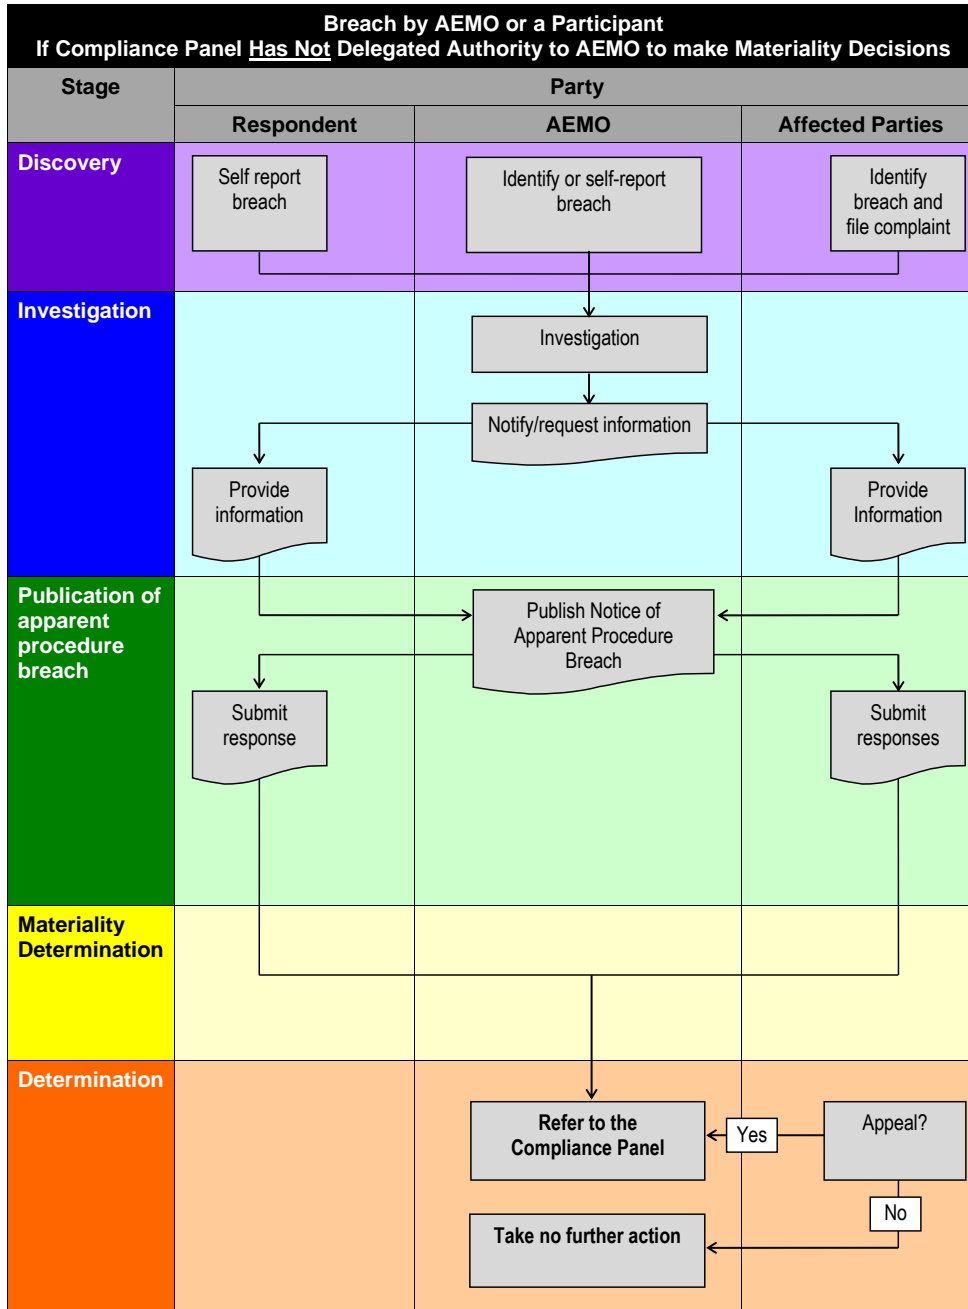 Breach by AEMO or a Participant
If Compliance Panel Has Not Delegated Authority to AEMO to make Materiality Decisions
Stage
Party
Respondent
AEMO
Affected Parties
Discovery
Self report
breach
Identify or self-report
breach
Identify
breach and
file complaint
Investigation
Investigation
Notify/request information
Provide
information
Provide
Information
Publication of
apparent
procedure
breach
Publish Notice of
Apparent Procedure
Breach
Submit
response
Submit
responses
Materiality
Determination
Determination
Refer to the
Compliance Panel
Yes
Appeal?
No
Take no further action